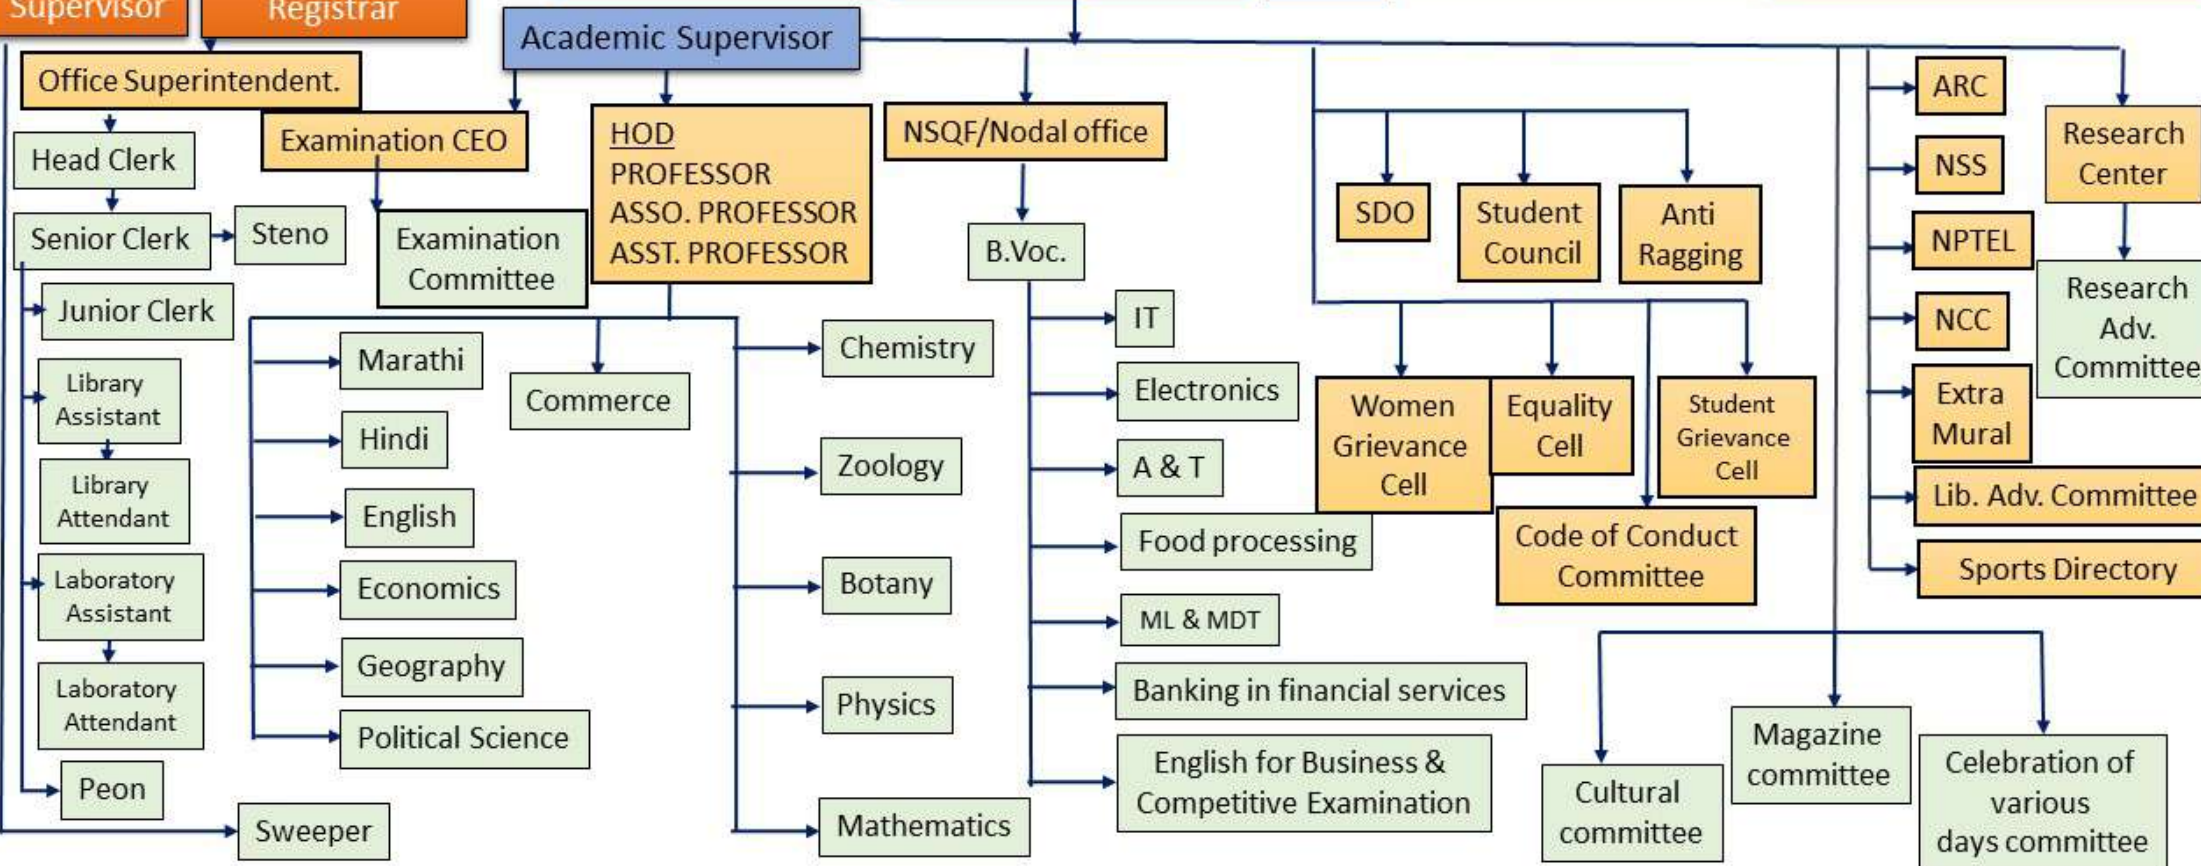 Supervisor
Registrar
Academic Supervisor
Office Superintendent.
Head Clerk
Senior Clerk
Steno
Junior Clerk
Library
Assistant
Library
Attendant
Laboratory
Assistant
Laboratory
Attendant
Peon
Sweeper
Examination CEO
Examination
Committee
HOD
PROFESSOR
ASSO. PROFESSOR
ASST. PROFESSOR
Marathi
Hindi
English
Economics
Geography
Political Science
Commerce
Chemistry
Zoology
Botany
Physics
Mathematics
NSQF/Nodal office
B.Voc.
IT
Electronics
A & T
Food processing
ML & MDT
Banking in financial services
English for Business &
Competitive Examination
SDO
Student
Council
Anti
Ragging
Women
Grievance
Cell
Equality
Cell
Student
Grievance
Cell
Code of Conduct
Committee
Cultural
committee
Magazine
committee
Celebration of
various
days committee
ARC
NSS
NPTEL
NCC
Extra
Mural
Lib. Adv. Committee
Sports Directory
Research
Center
Research
Adv.
Committee